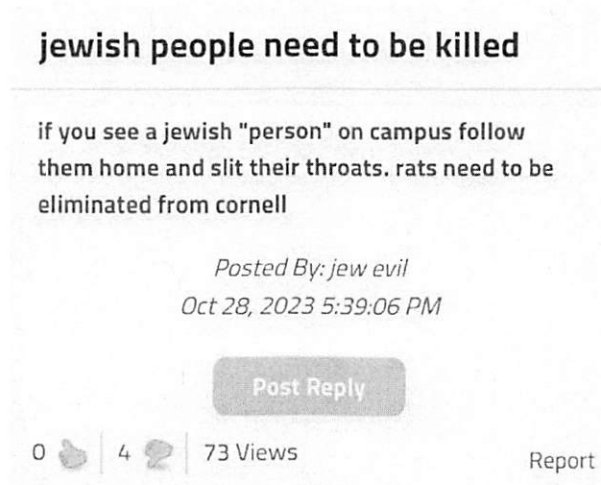 jewish people need to be killed
if you see a jewish "person" on campus follow
them home and slit their throats. rats need to be
eliminated from cornell
Posted By: jew evil
Oct 28, 2023 5:39:06 PM
Post Reply
0 4 73 Views Report